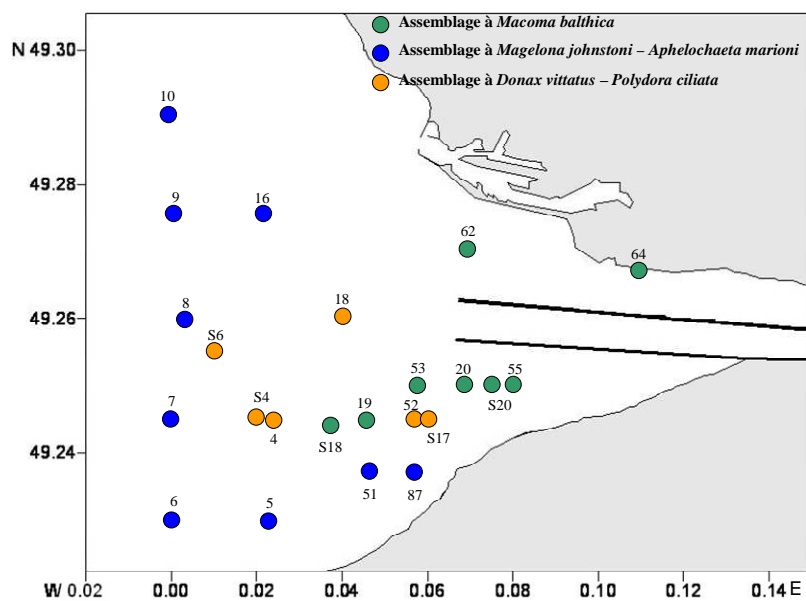 Assemblage à Macoma balthica
N 49.30
Assemblage à Magelona johnstoni – Aphelochaeta marioni
Assemblage à Donax vittatus – Polydora ciliata
10
49.28
9
16
62
64
8
18
49.26
S6
53
20
55
S4
19
52
S20
7
4
S18
S17
49.24
51
87
6
5
W 0.02
0.00
0.02
0.04
0.06
0.08
0.10
0.12
0.14
E